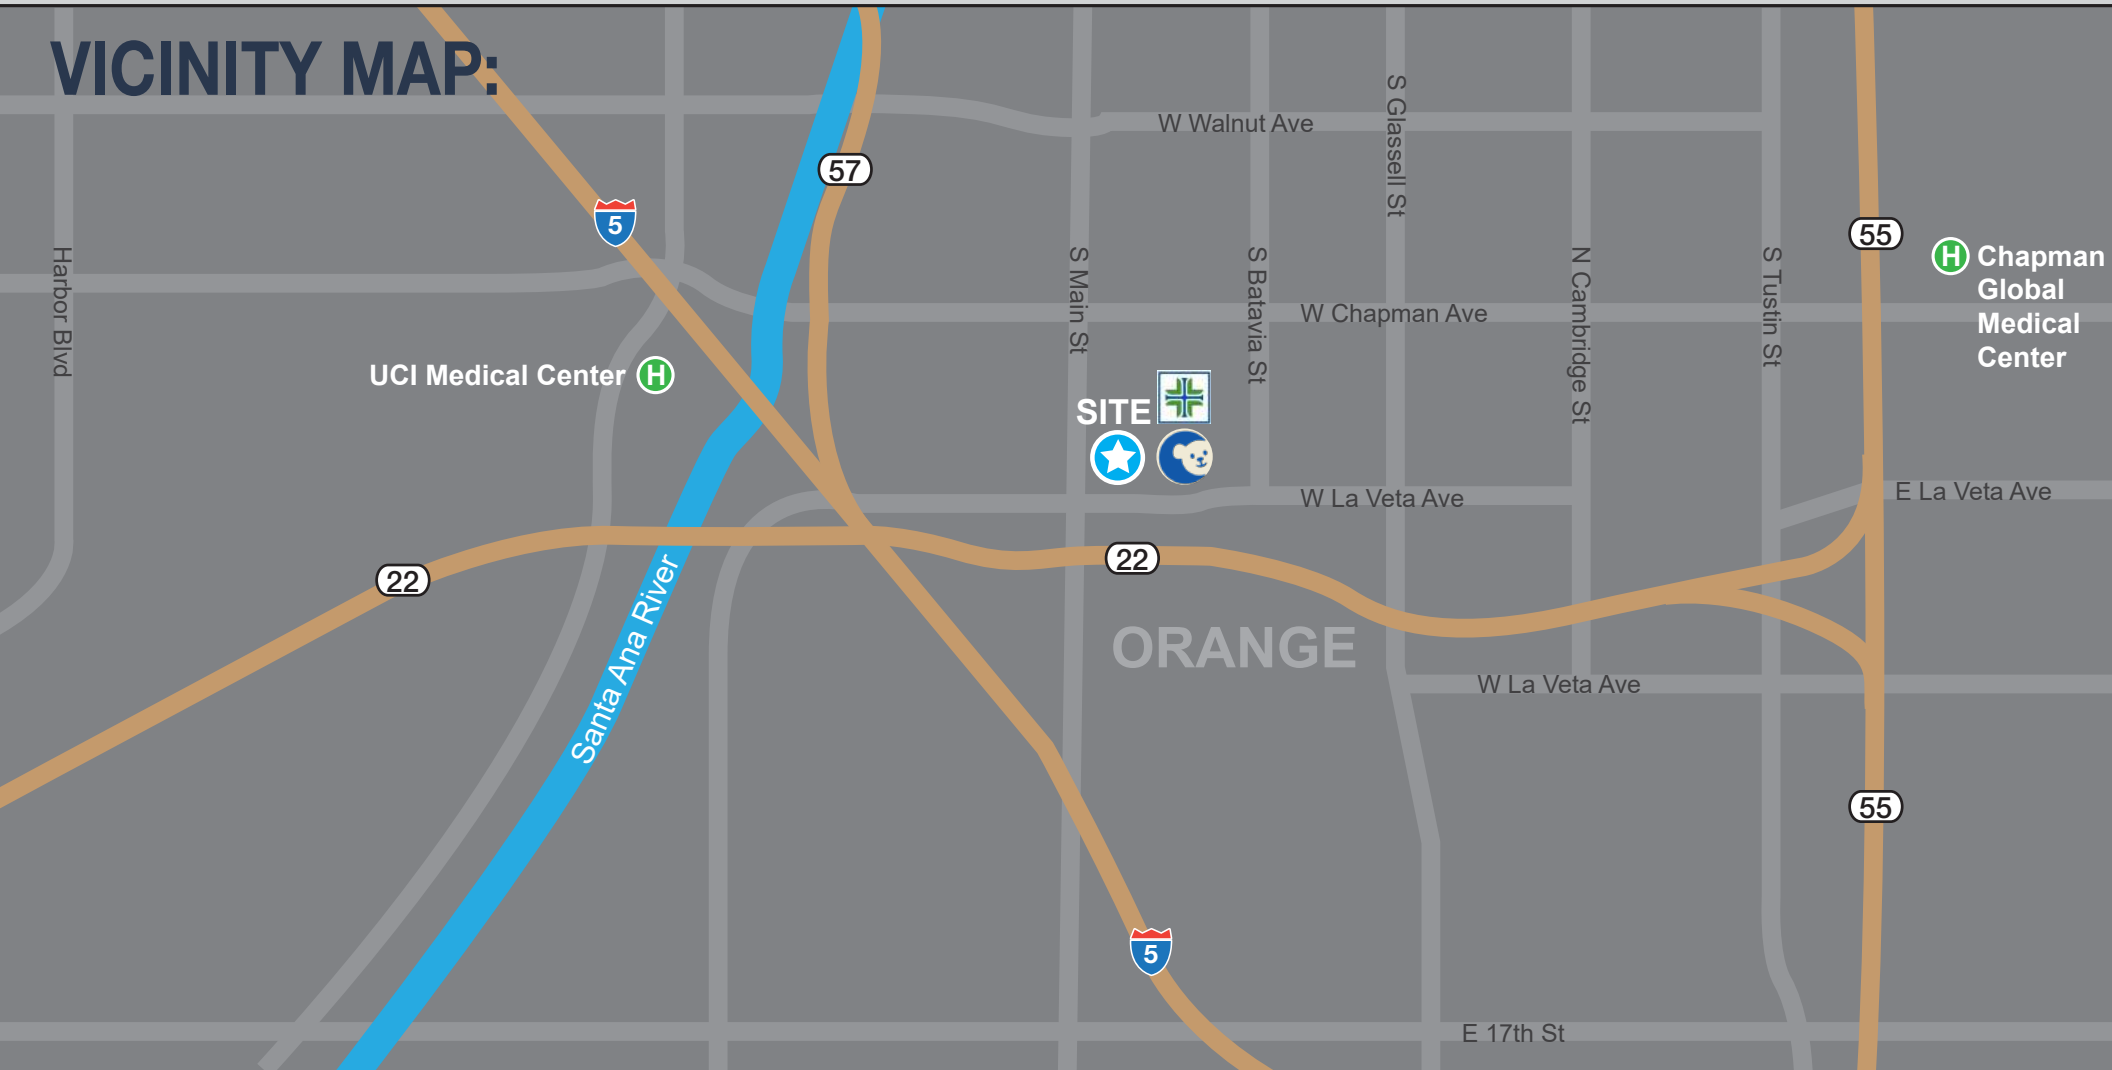 VICINITY MAP:
S Glassell St
W Walnut Ave
57
5
55
Harbor Blvd
S Main St
S Batavia St
N Cambridge St
S Tustin St
H Chapman
Global
Medical
Center
W Chapman Ave
UCI Medical Center H
SITE
W La Veta Ave
E La Veta Ave
22
22
Santa Ana River
ORANGE
W La Veta Ave
55
5
E 17th St